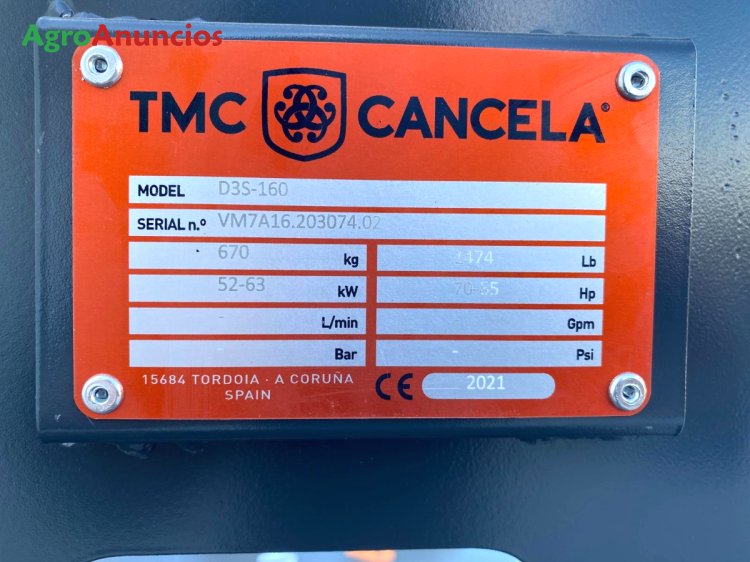 AgroAnuncios
TMC CANCELA®
MODEL D3S-160
SERIAL n.º VM7A16.203074.02
670 kg 1474 Lb
52-63 kW 70-85 Hp
L/min Gpm
Bar Psi
15684 TORDOIA · A CORUÑA
SPAIN
CE 2021